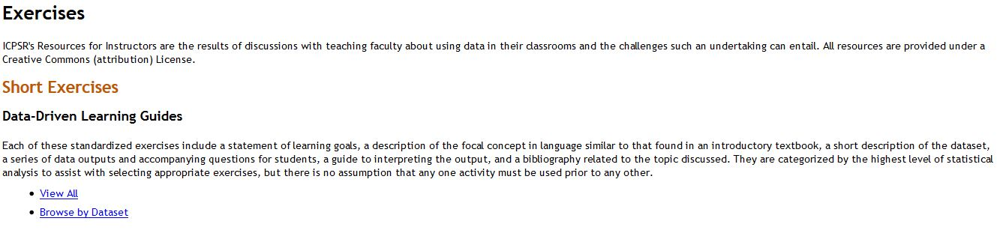 Exercises
ICPSR's Resources for Instructors are the results of discussions with teaching faculty about using data in their classrooms and the challenges such an undertaking can entail. All resources are provided under a
Creative Commons (attribution) License.
Short Exercises
Data-Driven Learning Guides
Each of these standardized exercises include a statement of learning goals, a description of the focal concept in language similar to that found in an introductory textbook, a short description of the dataset,
a series of data outputs and accompanying questions for students, a guide to interpreting the output, and a bibliography related to the topic discussed. They are categorized by the highest level of statistical
analysis to assist with selecting appropriate exercises, but there is no assumption that any one activity must be used prior to any other.
• View All
• Browse by Dataset